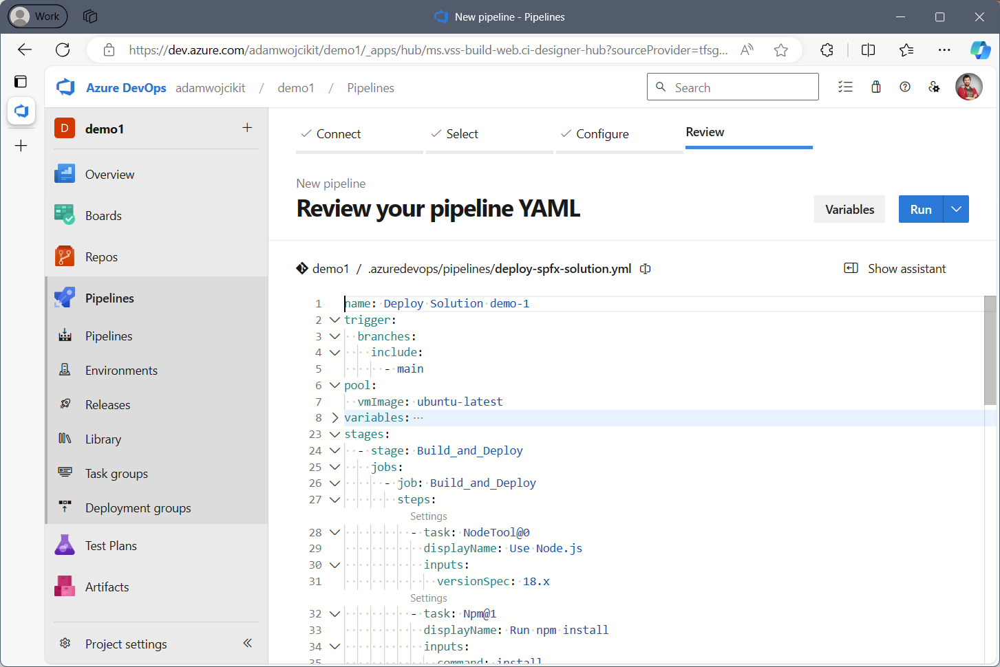 Work
New pipeline - Pipelines
https://dev.azure.com/adamwojcikit/demo1/_apps/hub/ms.vss-build-web.ci-designer-hub?sourceProvider=tfsg...
Azure DevOps adamwojcikit / demo1 / Pipelines
Search
D demo1
Overview
Boards
Repos
Pipelines
Pipelines
Environments
Releases
Library
Task groups
Deployment groups
Test Plans
Artifacts
Project settings
Connect
Select
Configure
Review
New pipeline
Review your pipeline YAML
Variables
Run
demo1 / .azuredevops/pipelines/deploy-spfx-solution.yml
Show assistant
1 name: Deploy Solution demo-1
2 trigger:
3 branches:
4 include:
5 - main
6 pool:
7 vmImage: ubuntu-latest
8 variables: ...
23 stages:
24 - stage: Build_and_Deploy
25 jobs:
26 - job: Build_and_Deploy
27 steps:
Settings
28 - task: NodeTool@0
29 displayName: Use Node.js
30 inputs:
31 versionSpec: 18.x
Settings
32 - task: Npm@1
33 displayName: Run npm install
34 inputs:
35 command: install